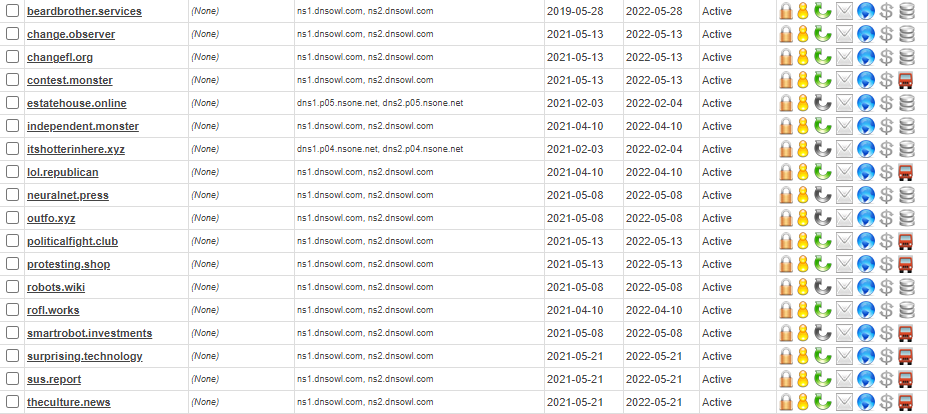 beardbrother.services (None) ns1.dnsowl.com, ns2.dnsowl.com 2019-05-28 2022-05-28 Active
change.observer (None) ns1.dnsowl.com, ns2.dnsowl.com 2021-05-13 2022-05-13 Active
changefl.org (None) ns1.dnsowl.com, ns2.dnsowl.com 2021-05-13 2022-05-13 Active
contest.monster (None) ns1.dnsowl.com, ns2.dnsowl.com 2021-05-13 2022-05-13 Active
estatehouse.online (None) dns1.p05.nsone.net, dns2.p05.nsone.net 2021-02-03 2022-02-04 Active
independent.monster (None) ns1.dnsowl.com, ns2.dnsowl.com 2021-04-10 2022-04-10 Active
itshotterinhere.xyz (None) dns1.p04.nsone.net, dns2.p04.nsone.net 2021-02-03 2022-02-04 Active
lol.republican (None) ns1.dnsowl.com, ns2.dnsowl.com 2021-04-10 2022-04-10 Active
neuralnet.press (None) ns1.dnsowl.com, ns2.dnsowl.com 2021-05-08 2022-05-08 Active
outfo.xyz (None) ns1.dnsowl.com, ns2.dnsowl.com 2021-05-08 2022-05-08 Active
politicalfight.club (None) ns1.dnsowl.com, ns2.dnsowl.com 2021-05-13 2022-05-13 Active
protesting.shop (None) ns1.dnsowl.com, ns2.dnsowl.com 2021-05-13 2022-05-13 Active
robots.wiki (None) ns1.dnsowl.com, ns2.dnsowl.com 2021-05-08 2022-05-08 Active
rofl.works (None) ns1.dnsowl.com, ns2.dnsowl.com 2021-04-10 2022-04-10 Active
smartrobot.investments (None) ns1.dnsowl.com, ns2.dnsowl.com 2021-05-08 2022-05-08 Active
surprising.technology (None) ns1.dnsowl.com, ns2.dnsowl.com 2021-05-21 2022-05-21 Active
sus.report (None) ns1.dnsowl.com, ns2.dnsowl.com 2021-05-21 2022-05-21 Active
theculture.news (None) ns1.dnsowl.com, ns2.dnsowl.com 2021-05-21 2022-05-21 Active